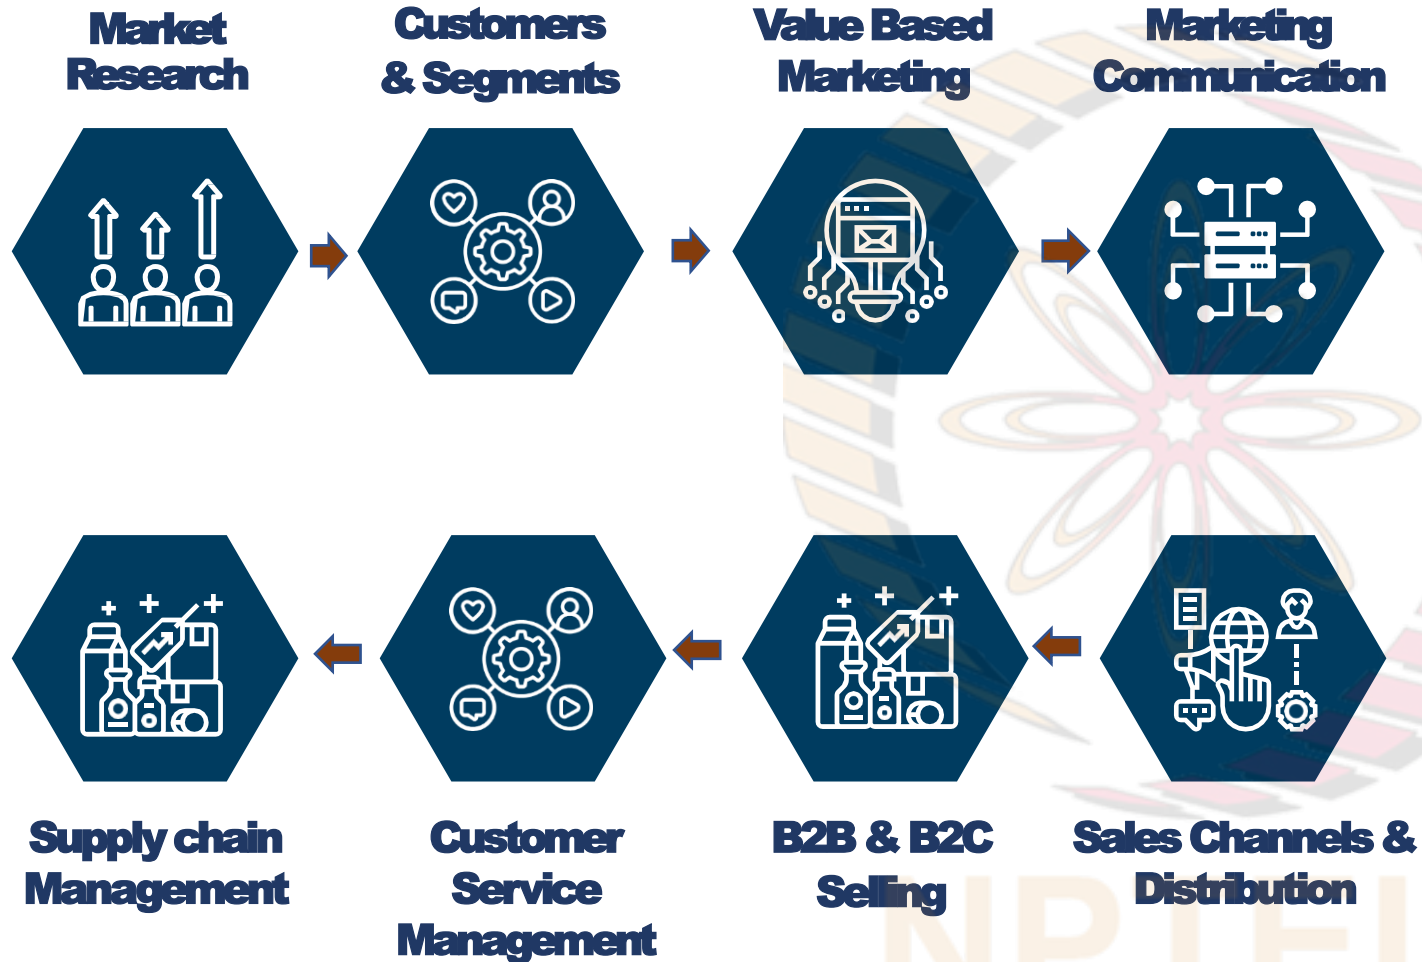 Market
Research
Customers
& Segments
Value Based
Marketing
Marketing
Communication
Supply chain
Management
Customer
Service
Management
B2B & B2C
Selling
Sales Channels &
Distribution
NPTEL